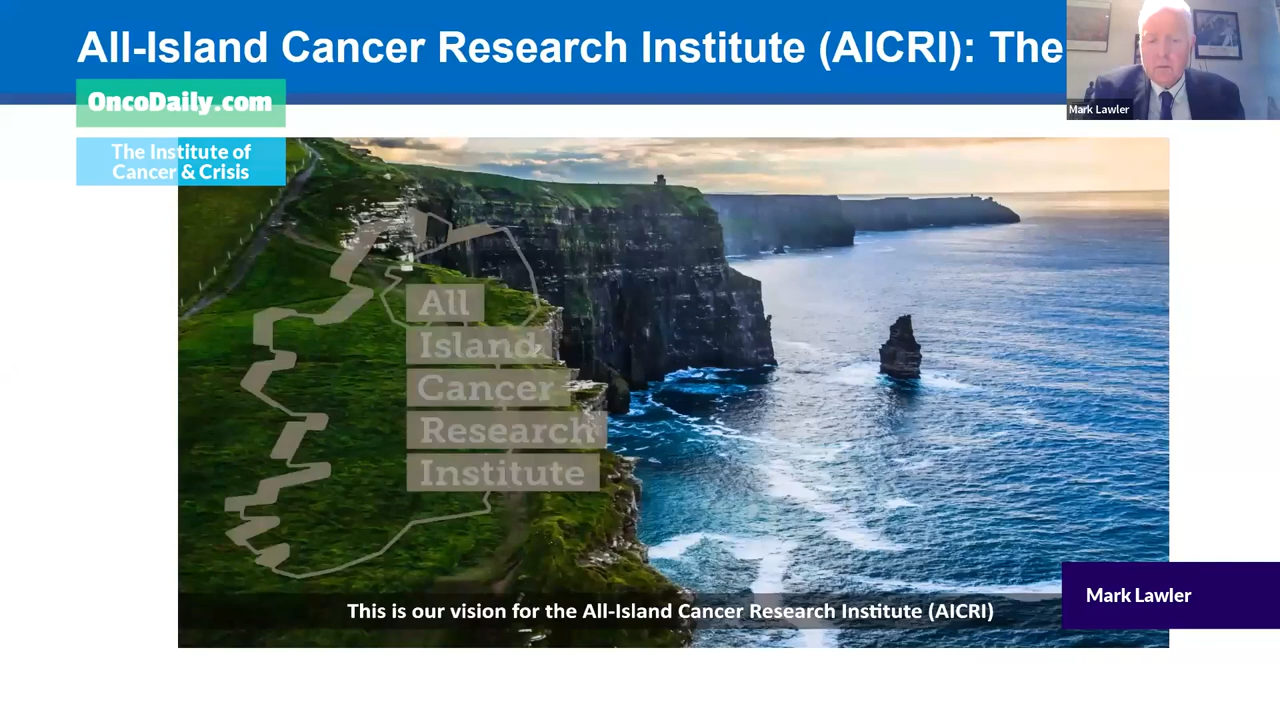 All-Island Cancer Research Institute (AICRI): The
Mark Lawler
OncoDaily.com
The Institute of
Cancer & Crisis
All
Island
Cancer
Research
Institute
Mark Lawler
This is our vision for the All-Island Cancer Research Institute (AICRI)